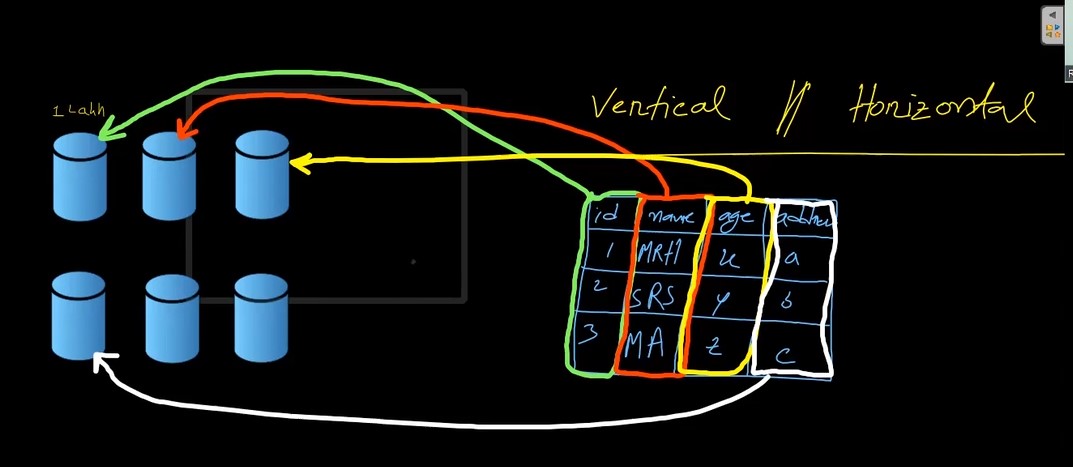 1 Lakh
Vertical // Horizontal
id name age address
1 MRH x a
2 SRS y b
3 MA z c